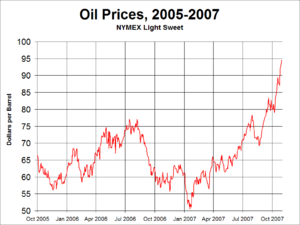 Oil Prices, 2005-2007
NYMEX Light Sweet
Dollars per Barrel
100
95
90
85
80
75
70
65
60
55
50
Oct 2005 Jan 2006 Apr 2006 Jul 2006 Oct 2006 Jan 2007 Apr 2007 Jul 2007 Oct 2007